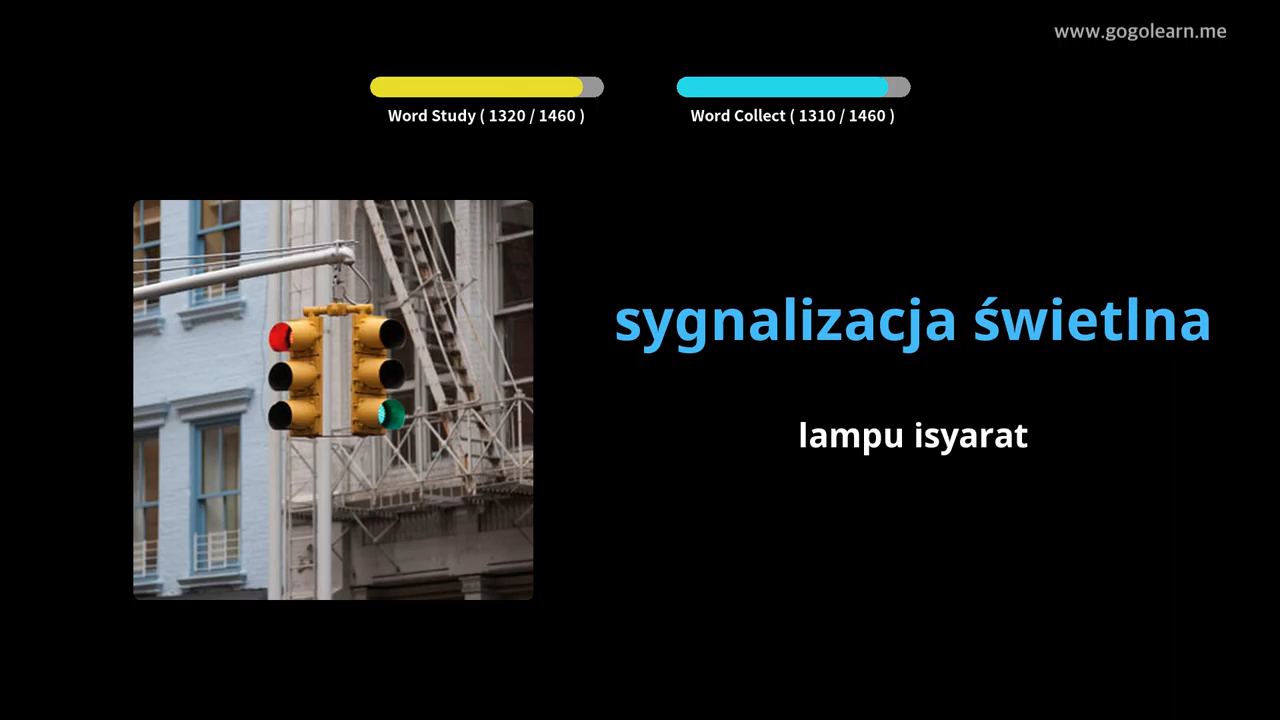 www.gogolearn.me
Word Study ( 1320 / 1460 )
Word Collect ( 1310 / 1460 )
sygnalizacja świetlna
lampu isyarat